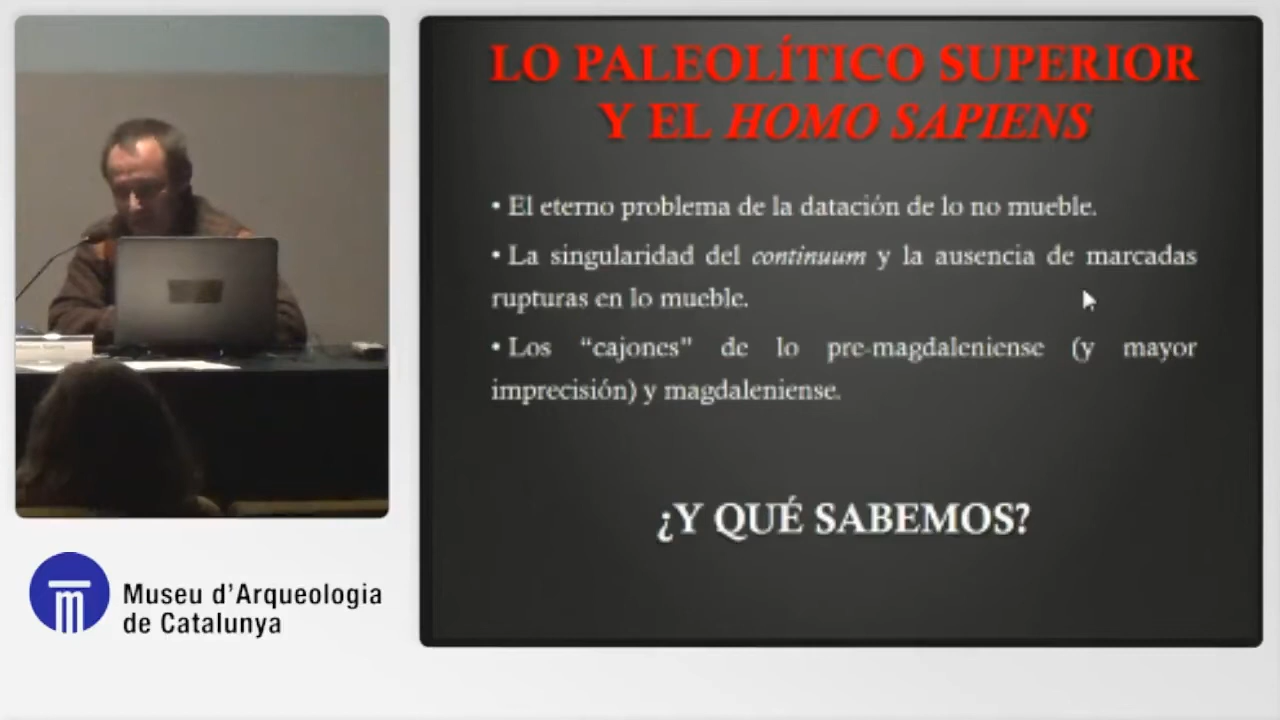 LO PALEOLÍTICO SUPERIOR
Y EL HOMO SAPIENS
• El eterno problema de la datación de lo no mueble.
• La singularidad del continuum y la ausencia de marcadas
rupturas en lo mueble.
• Los “cajones” de lo pre-magdaleniense (y mayor
imprecisión) y magdaleniense.
¿Y QUÉ SABEMOS?
Museu d’Arqueologia
de Catalunya